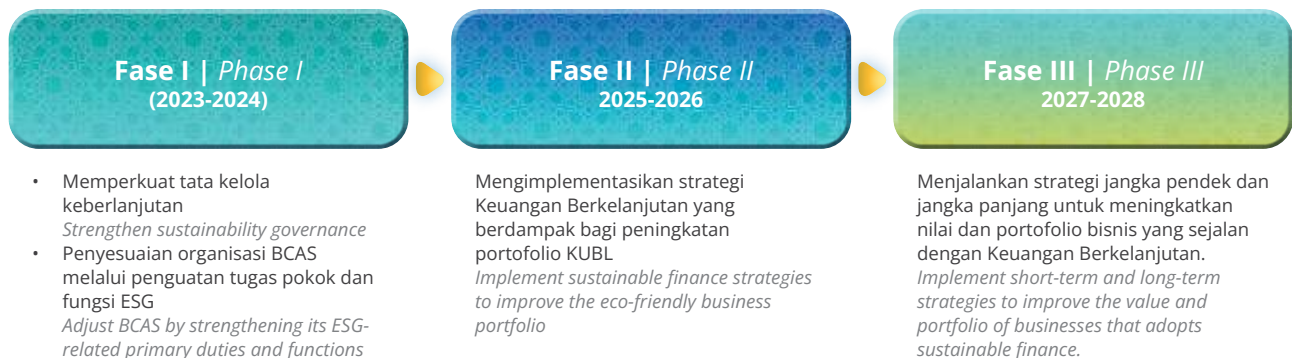 Fase I | Phase I
(2023-2024)
Fase II | Phase II
2025-2026
Fase III | Phase III
2027-2028
• Memperkuat tata kelola
keberlanjutan
Strengthen sustainability governance
• Penyesuaian organisasi BCAS
melalui penguatan tugas pokok dan
fungsi ESG
Adjust BCAS by strengthening its ESG-
related primary duties and functions
Mengimplementasikan strategi
Keuangan Berkelanjutan yang
berdampak bagi peningkatan
portofolio KUBL
Implement sustainable finance strategies
to improve the eco-friendly business
portfolio
Menjalankan strategi jangka pendek dan
jangka panjang untuk meningkatkan
nilai dan portofolio bisnis yang sejalan
dengan Keuangan Berkelanjutan.
Implement short-term and long-term
strategies to improve the value and
portfolio of businesses that adopts
sustainable finance.